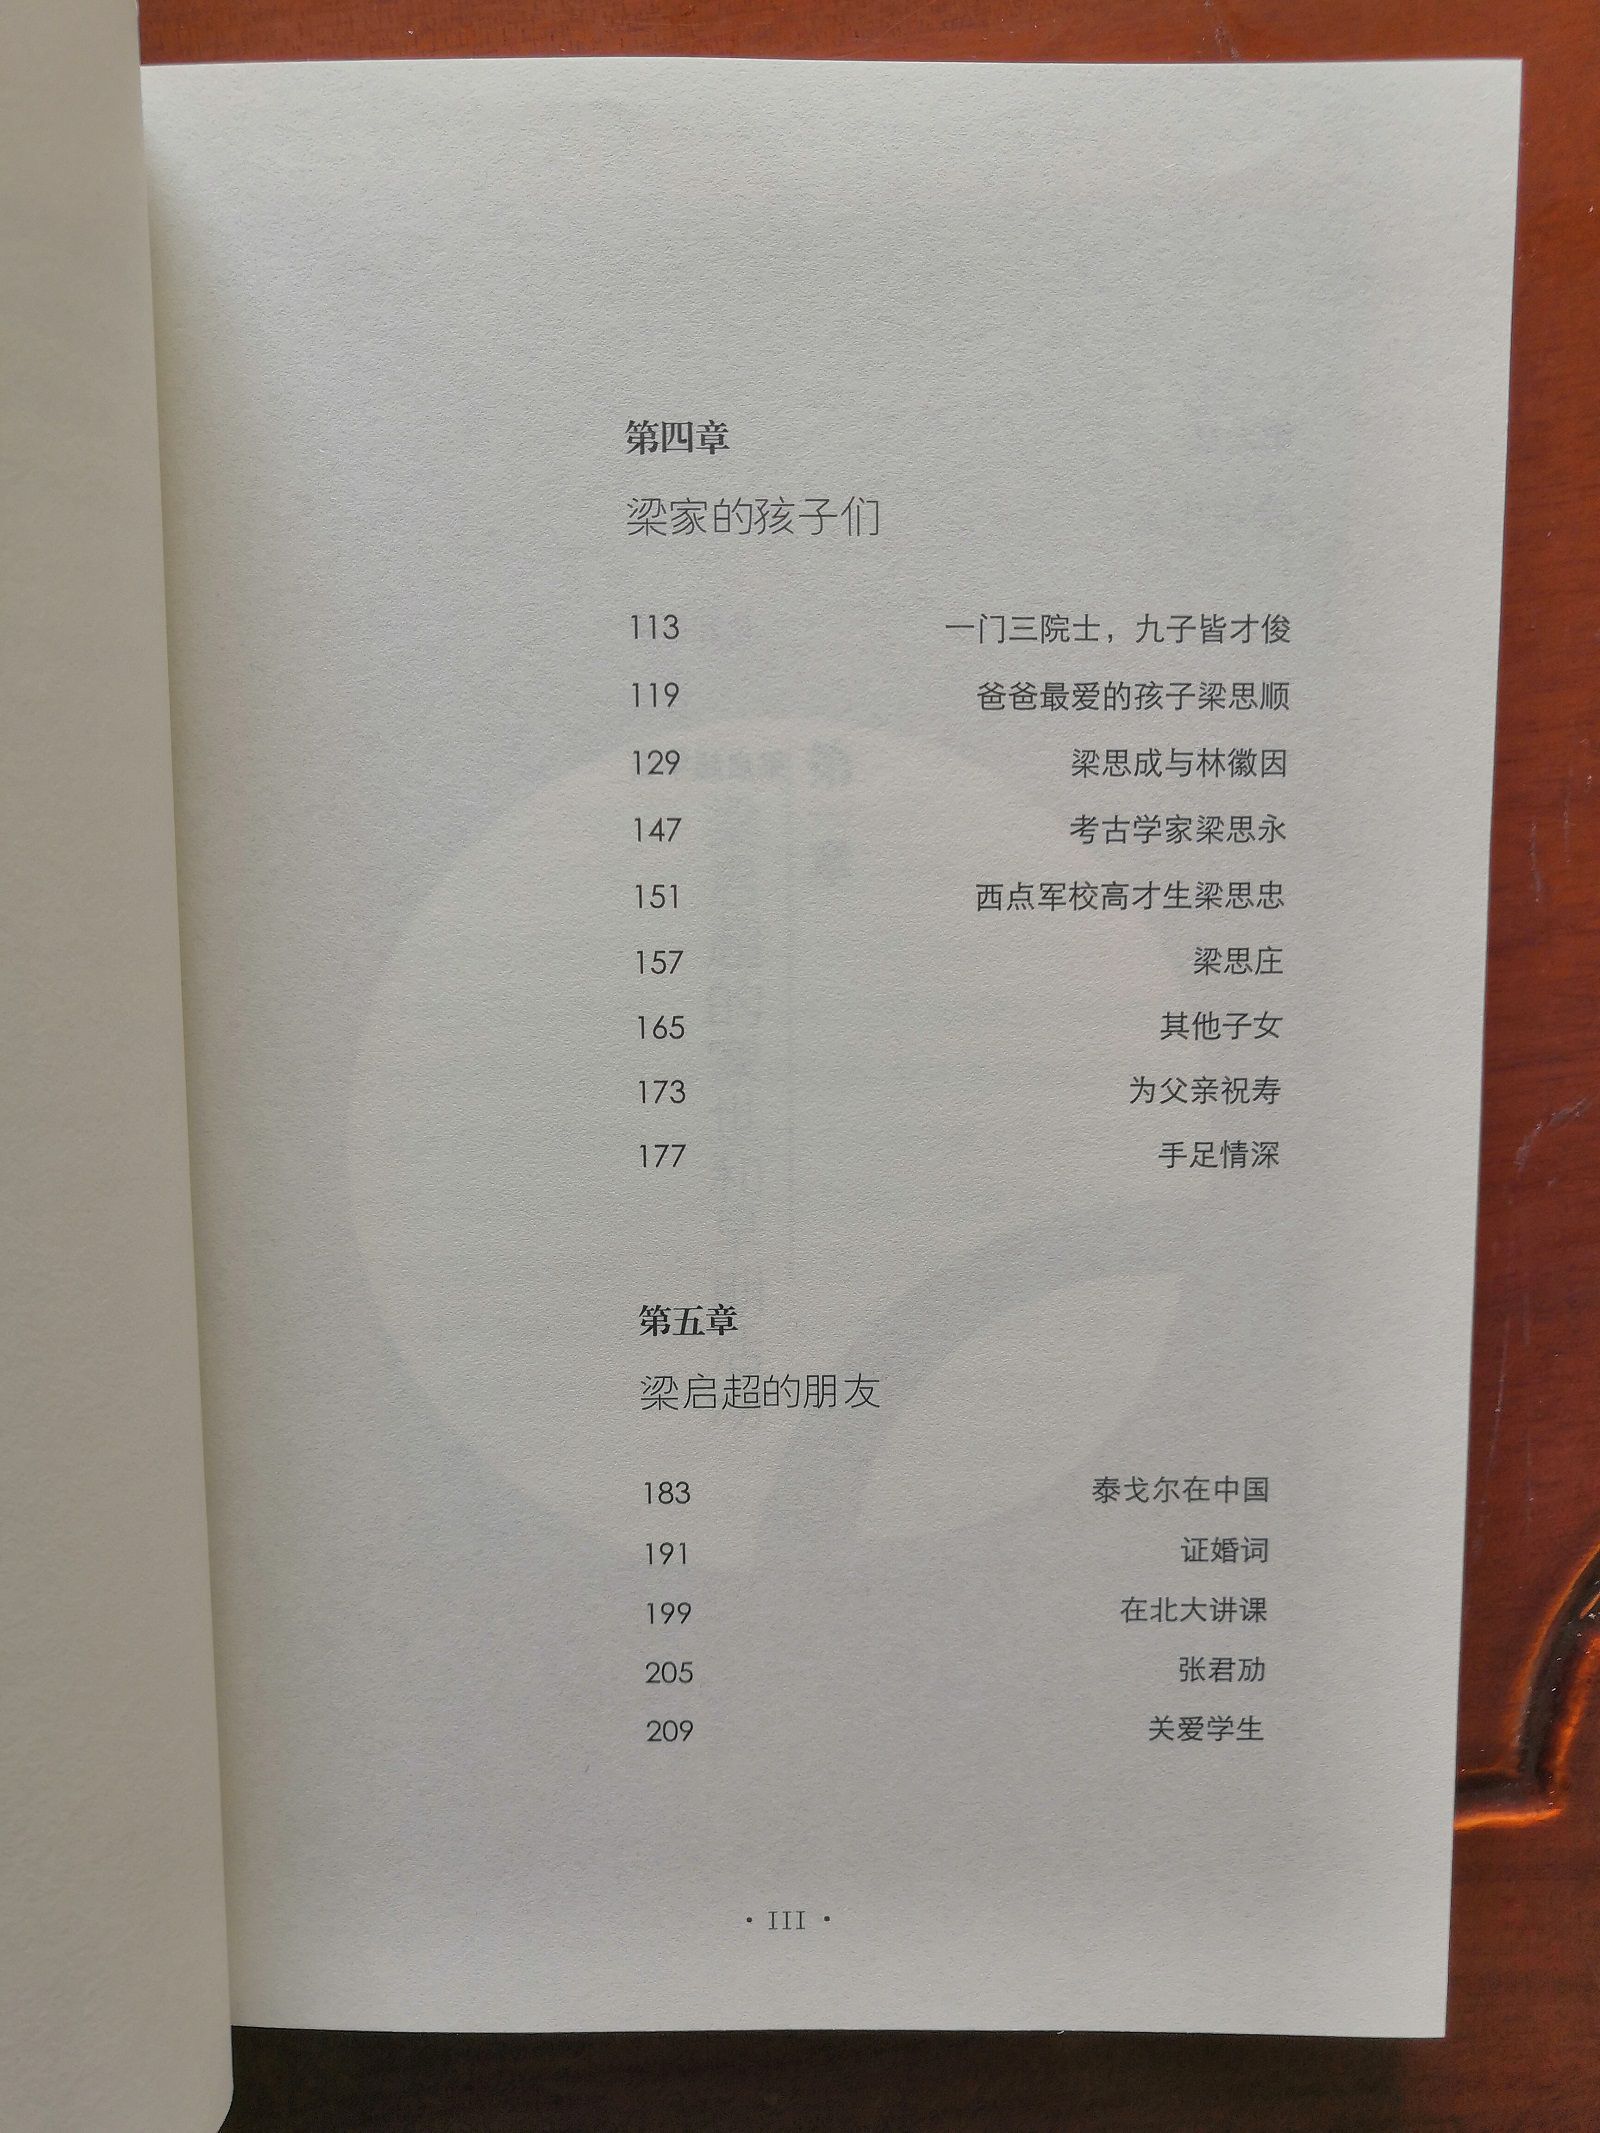 第四章
梁家的孩子们
113 一门三院士，九子皆才俊
119 爸爸最爱的孩子梁思顺
129 梁思成与林徽因
147 考古学家梁思永
151 西点军校高才生梁思忠
157 梁思庄
165 其他子女
173 为父亲祝寿
177 手足情深
第五章
梁启超的朋友
183 泰戈尔在中国
191 证婚词
199 在北大讲课
205 张君劢
209 关爱学生
· III ·